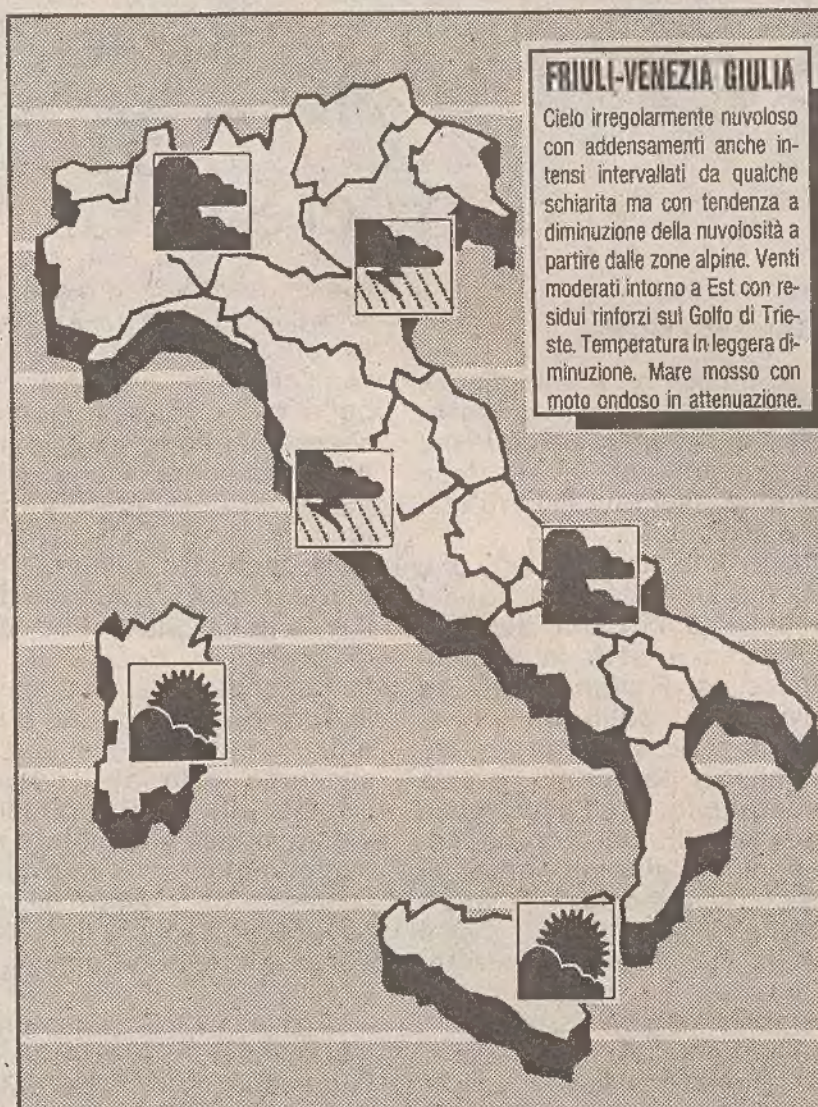 FRIULI-VENEZIA GIULIA
Cielo irregolarmente nuvoloso
con addensamenti anche in-
tensi intervallati da qualche
schiarita ma con tendenza a
diminuzione della nuvolosità a
partire dalle zone alpine. Venti
moderati intorno a Est con re-
sidui rinforzi sul Golfo di Trie-
ste. Temperatura in leggera di-
minuzione. Mare mosso con
moto ondoso in attenuazione.